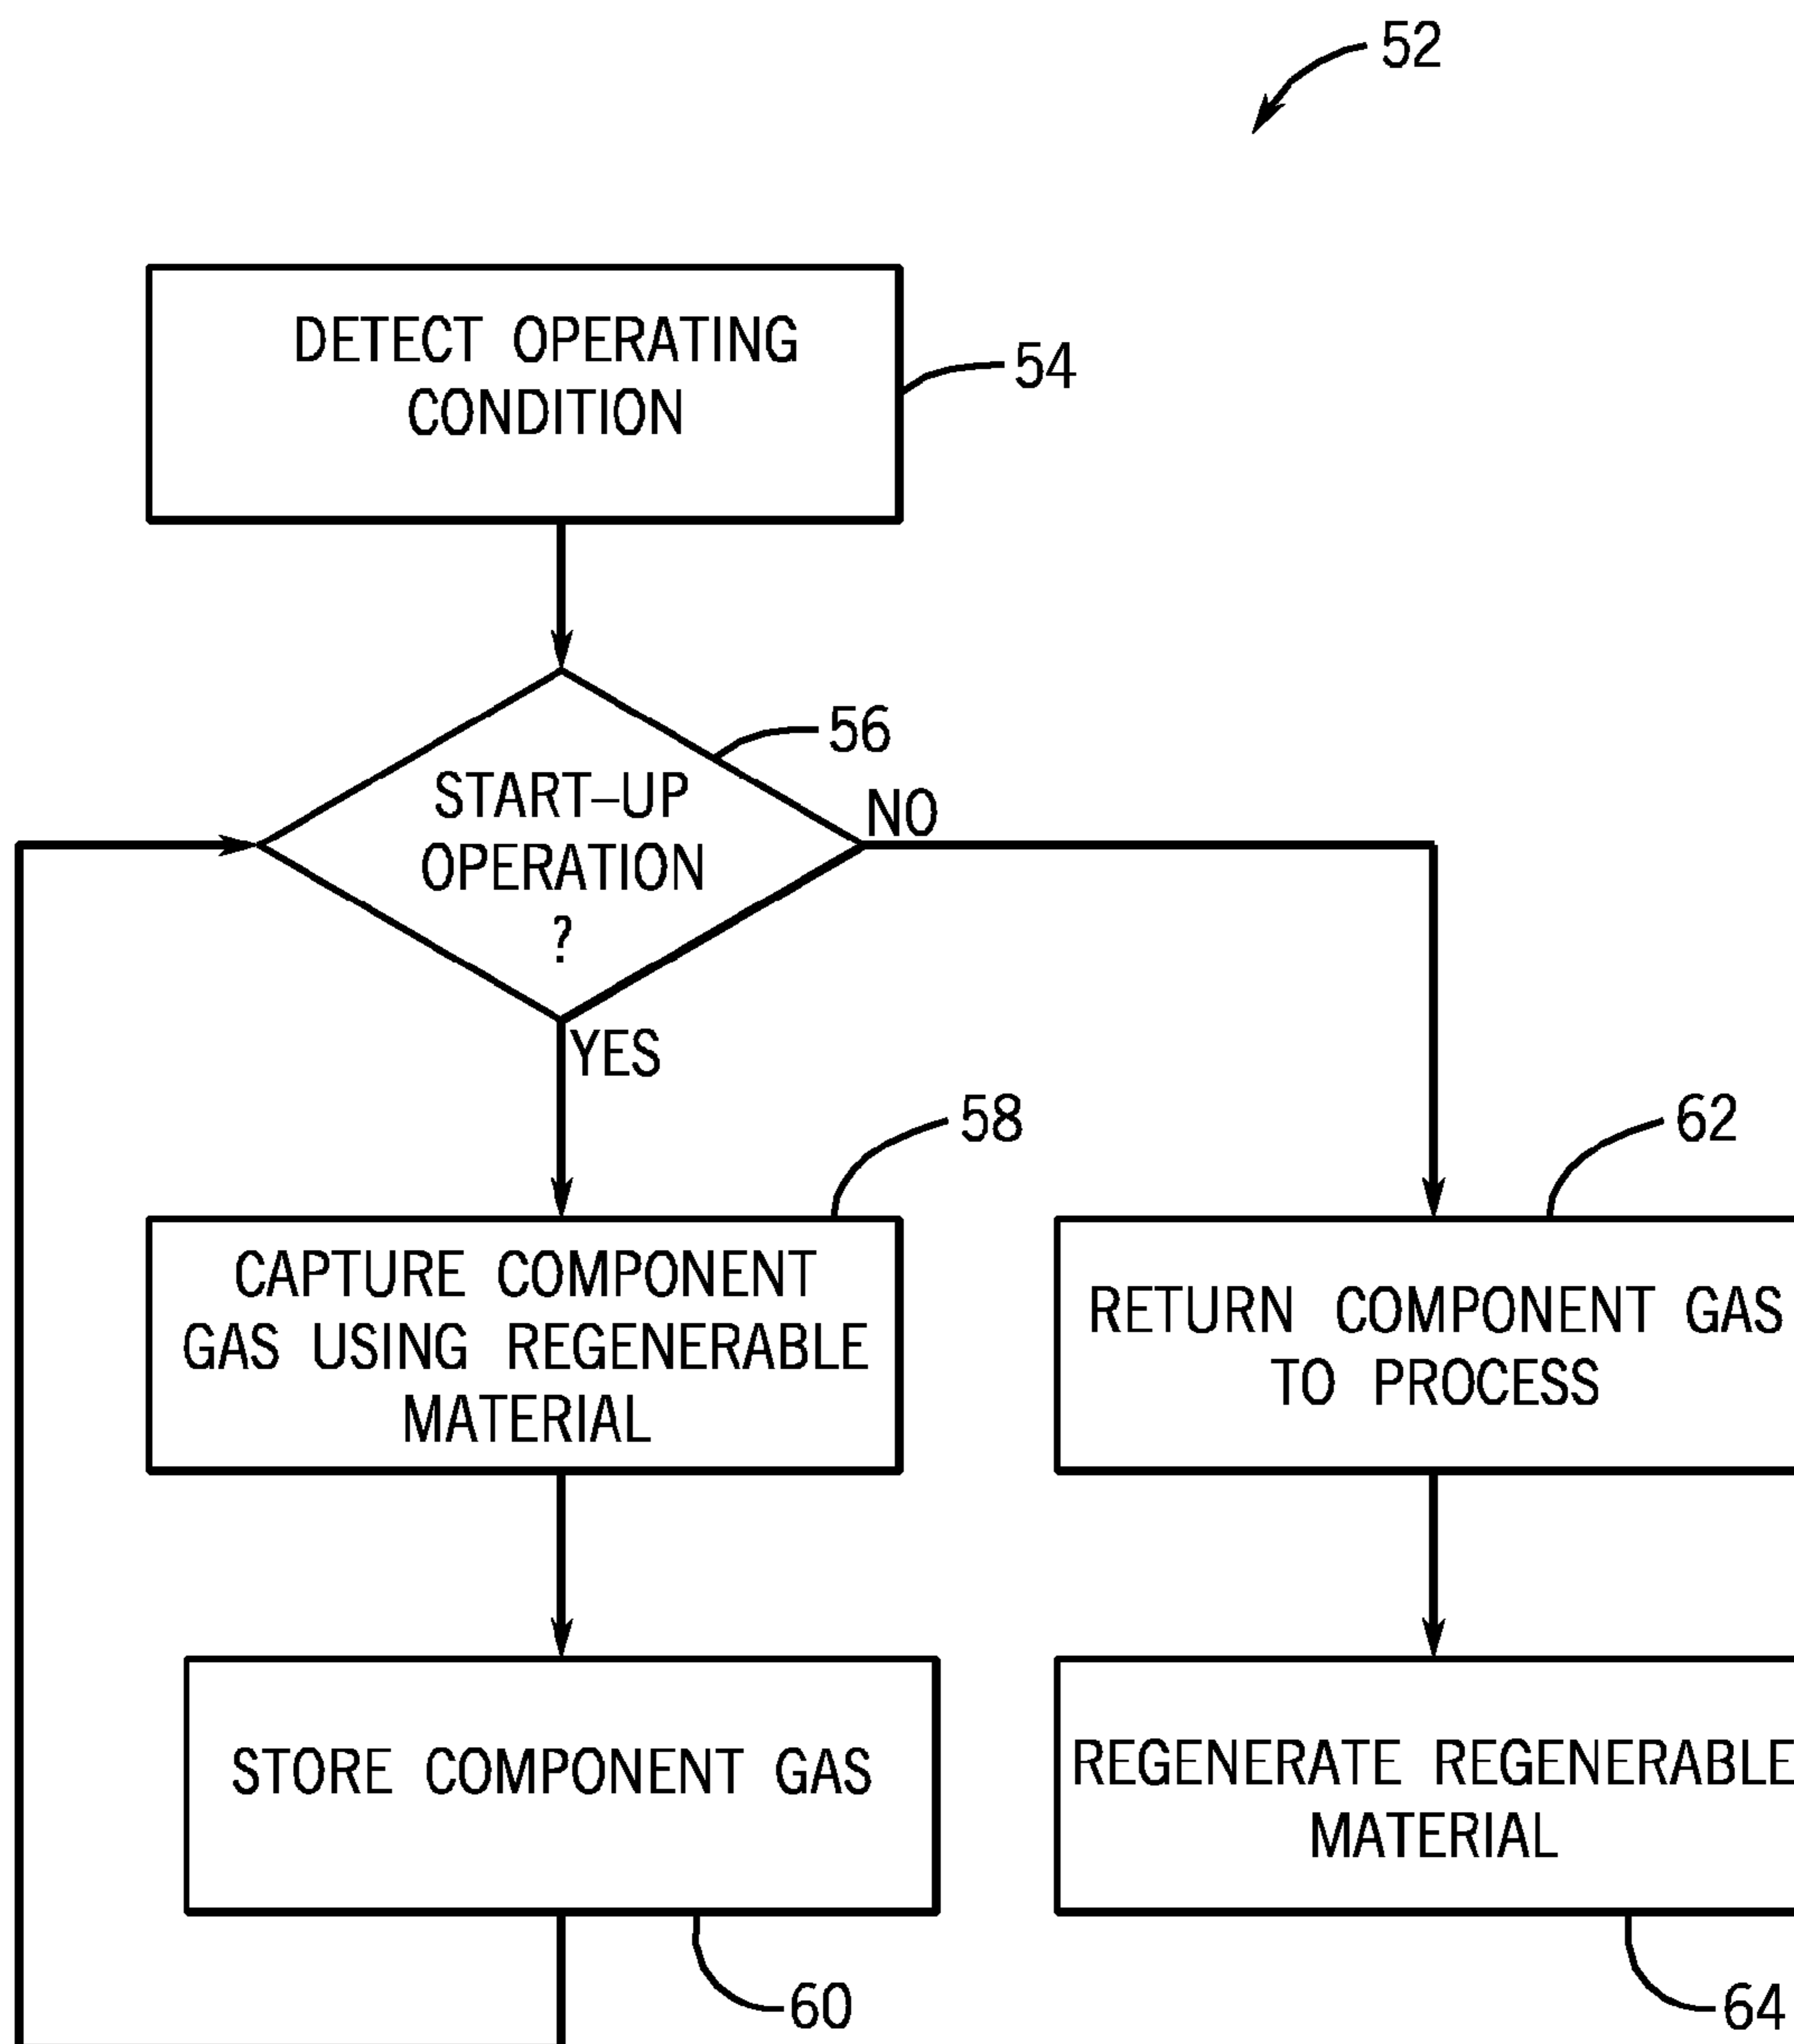 52
DETECT OPERATING
CONDITION
54
56
START–UP
OPERATION
?
NO
YES
58
62
CAPTURE COMPONENT
GAS USING REGENERABLE
MATERIAL
RETURN COMPONENT GAS
TO PROCESS
STORE COMPONENT GAS
REGENERATE REGENERABLE
MATERIAL
60
64